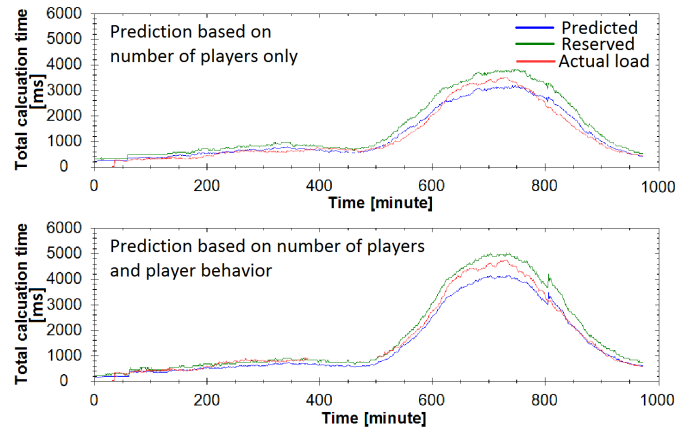 Prediction based on
number of players only
Predicted
Reserved
Actual load
Total calcuation time
[ms]
6000
5000
4000
3000
2000
1000
0
0 200 400 600 800 1000
Time [minute]
Prediction based on number of players
and player behavior
Total calcuation time
[ms]
6000
5000
4000
3000
2000
1000
0
0 200 400 600 800 1000
Time [minute]